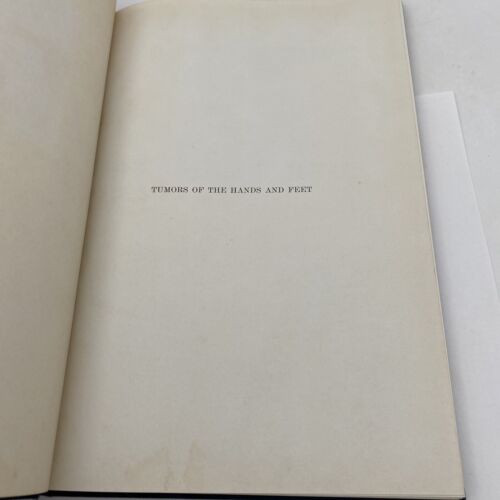 TUMORS OF THE HANDS AND FEET